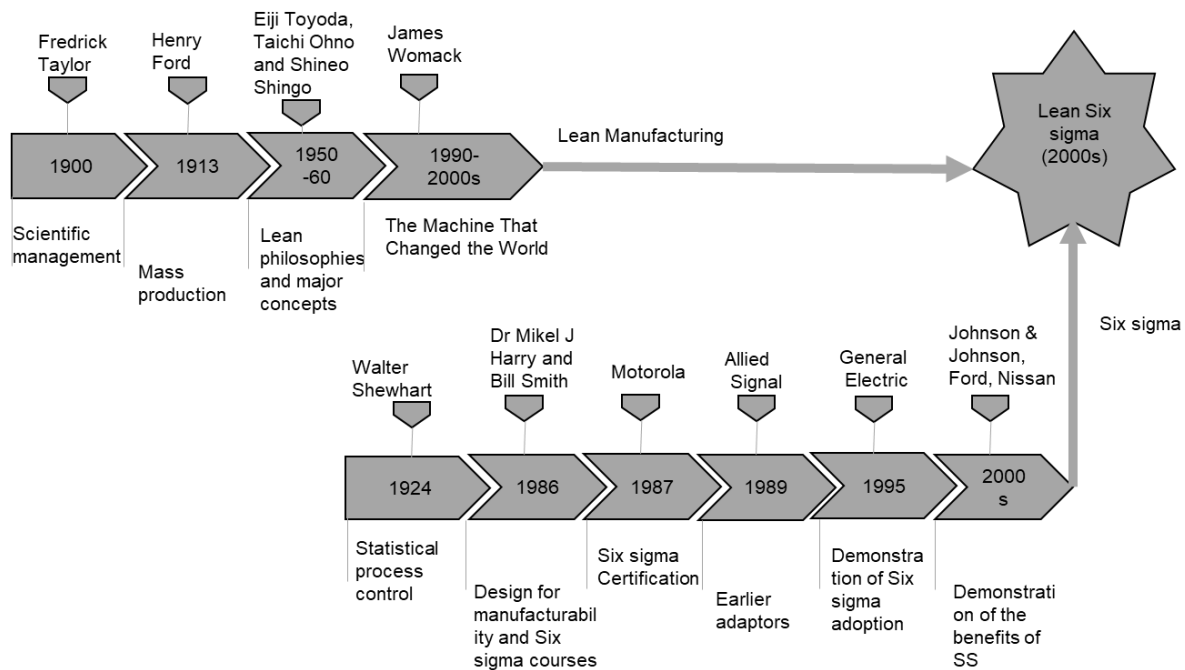 Fredrick
Taylor
Henry
Ford
Eiji Toyoda,
Taichi Ohno
and Shineo
Shingo
James
Womack
1900
1913
1950
-60
1990-
2000s
Lean Manufacturing
Lean Six
sigma
(2000s)
Scientific
management
Mass
production
Lean
philosophies
and major
concepts
The Machine That
Changed the World
Six sigma
Walter
Shewhart
Dr Mikel J
Harry and
Bill Smith
Motorola
Allied
Signal
General
Electric
Johnson &
Johnson,
Ford, Nissan
1924
1986
1987
1989
1995
2000
s
Statistical
process
control
Design for
manufacturabil
ity and Six
sigma courses
Six sigma
Certification
Earlier
adaptors
Demonstra
tion of Six
sigma
adoption
Demonstrati
on of the
benefits of
SS